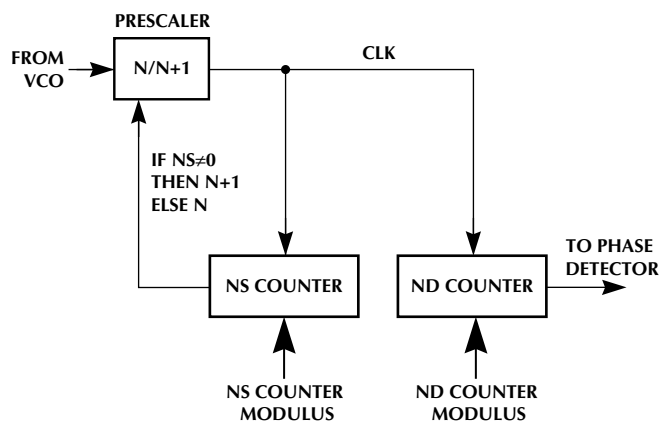 PRESCALER
FROM
VCO
N/N+1
CLK
IF NS≠0
THEN N+1
ELSE N
TO PHASE
DETECTOR
NS COUNTER
ND COUNTER
NS COUNTER
MODULUS
ND COUNTER
MODULUS